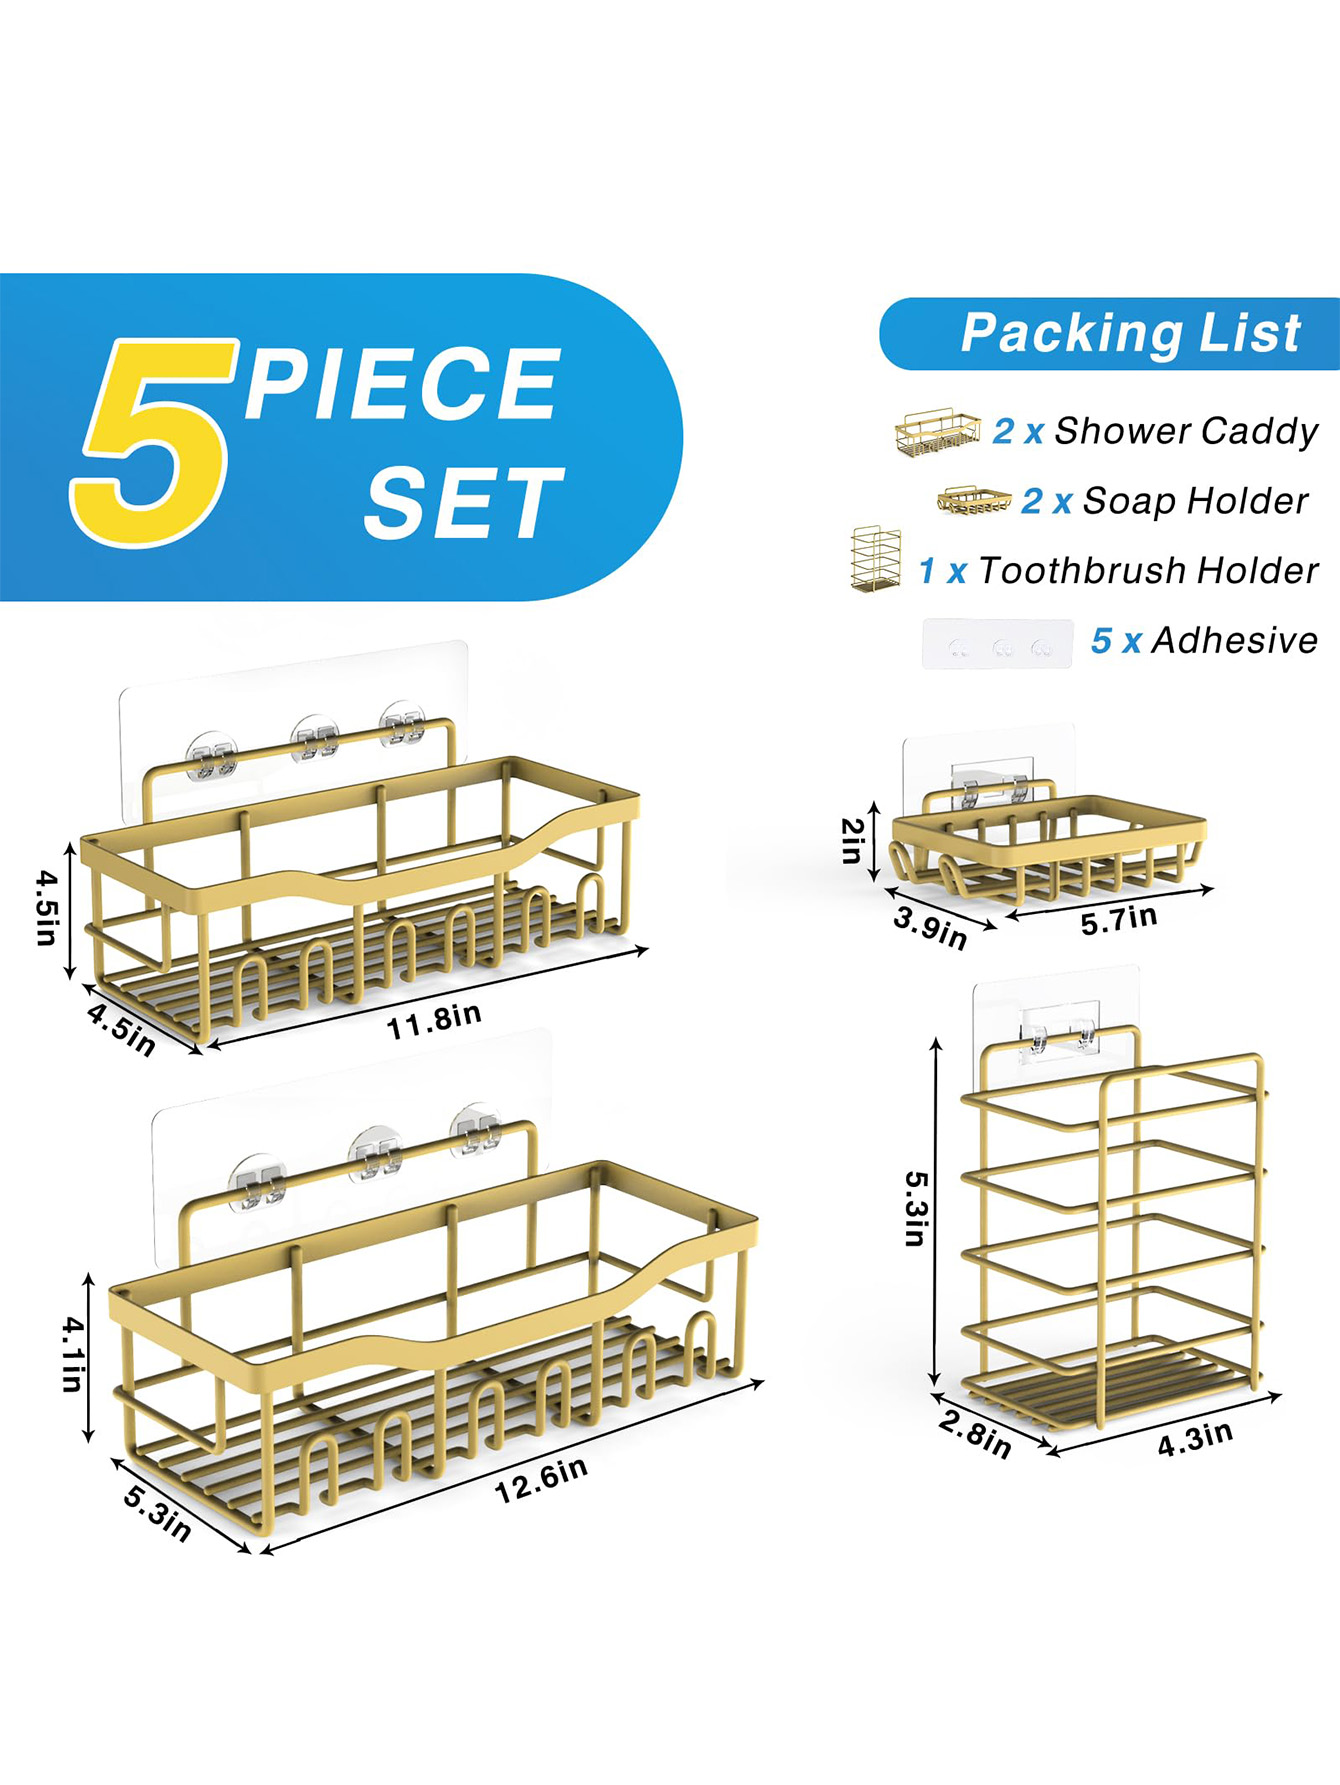 5 PIECE
SET
Packing List
2 x Shower Caddy
2 x Soap Holder
1 x Toothbrush Holder
5 x Adhesive
4.5in
4.5in
11.8in
2in
3.9in
5.7in
4.1in
5.3in
12.6in
5.3in
2.8in
4.3in